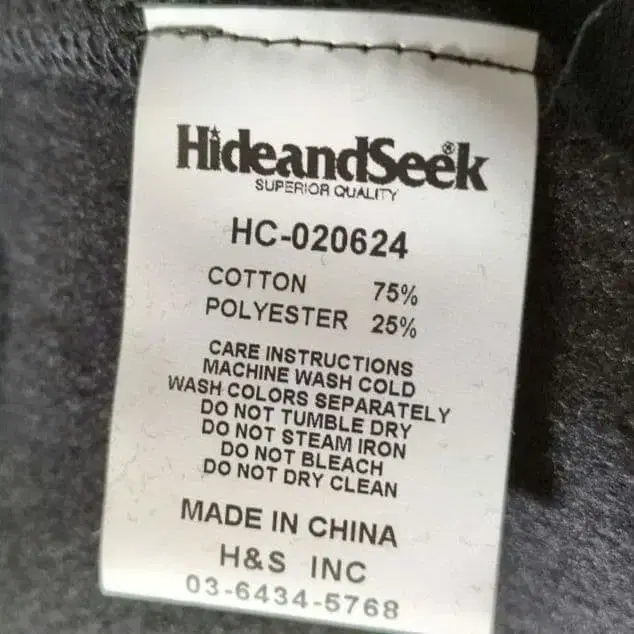 HideandSeek®
SUPERIOR QUALITY
HC-020624
COTTON 75%
POLYESTER 25%
CARE INSTRUCTIONS
MACHINE WASH COLD
WASH COLORS SEPARATELY
DO NOT TUMBLE DRY
DO NOT STEAM IRON
DO NOT BLEACH
DO NOT DRY CLEAN
MADE IN CHINA
H&S INC
03-6434-5768